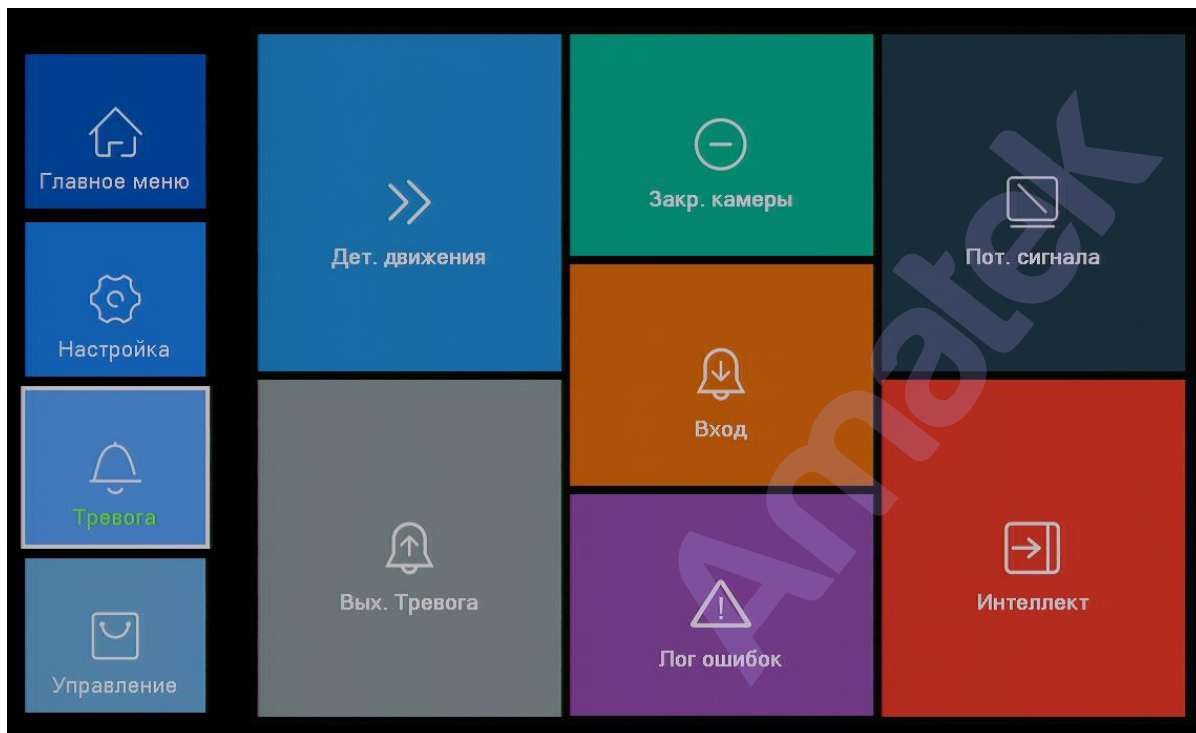 Главное меню
Настройка
Тревога
Управление
Дет. движения
Закр. камеры
Пот. сигнала
Вход
Вых. Тревога
Лог ошибок
Интеллект
Amatek